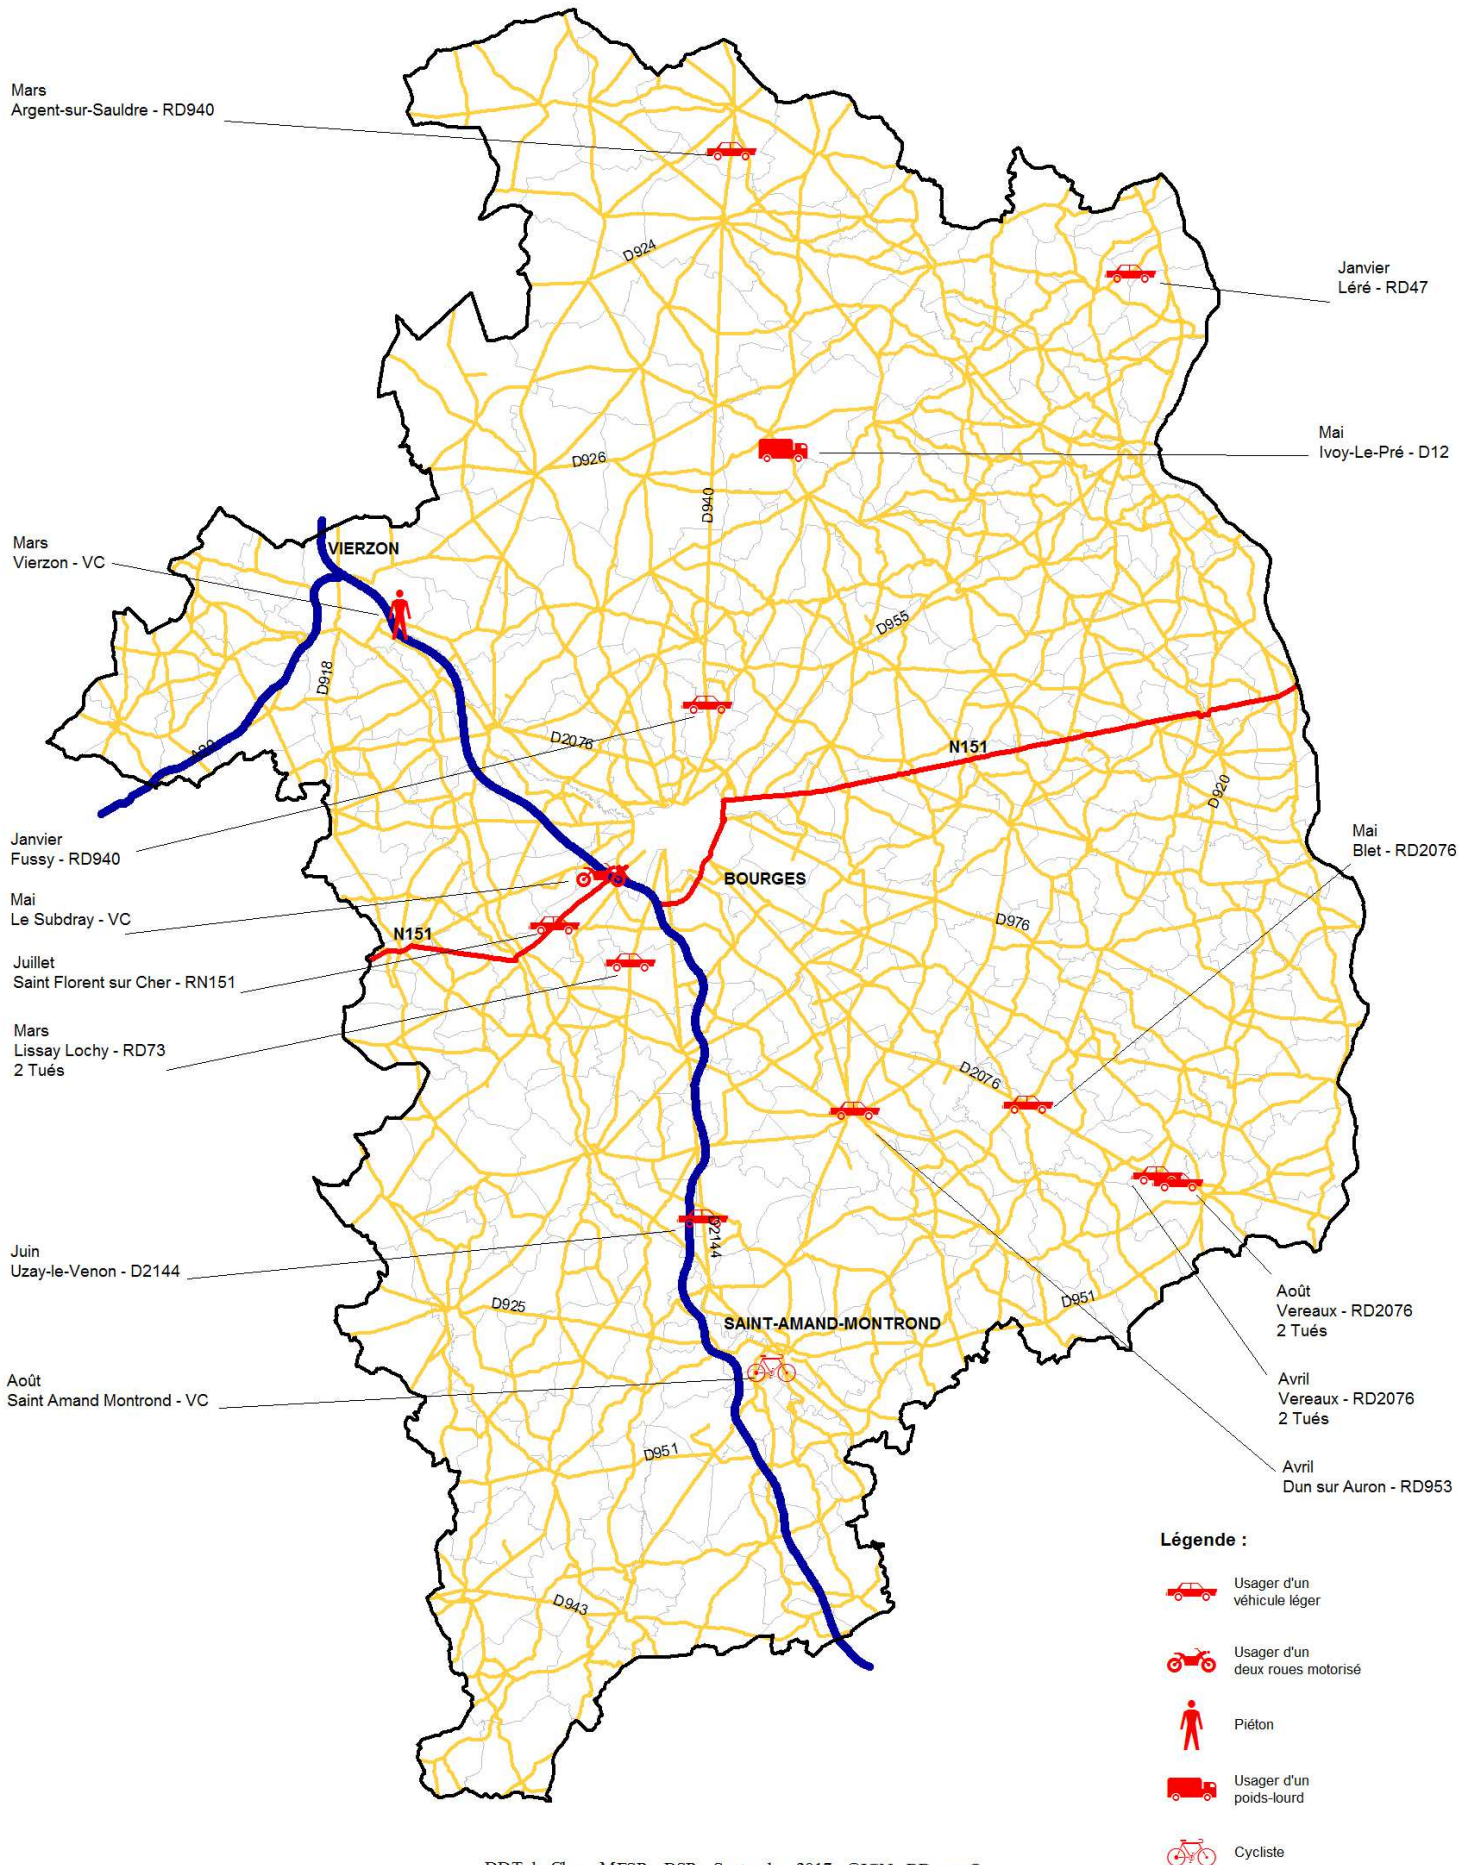 Mars
Argent-sur-Sauldre - RD940
D924
Janvier
Léré - RD47
Mai
Ivoy-Le-Pré - D12
D926
D940
Mars
Vierzon - VC
VIERZON
D955
D918
D2076
N151
D920
Janvier
Fussy - RD940
Mai
Blet - RD2076
BOURGES
Mai
Le Subdray - VC
D976
N151
Juillet
Saint Florent sur Cher - RN151
Mars
Lissay Lochy - RD73
2 Tués
D2076
D2144
Juin
Uzay-le-Venon - D2144
D925
D951
Août
Vereaux - RD2076
2 Tués
SAINT-AMAND-MONTROND
Août
Saint Amand Montrond - VC
Avril
Vereaux - RD2076
2 Tués
D951
Avril
Dun sur Auron - RD953
Légende :
Usager d'un
véhicule léger
D943
Usager d'un
deux roues motorisé
Piéton
Usager d'un
poids-lourd
Cycliste